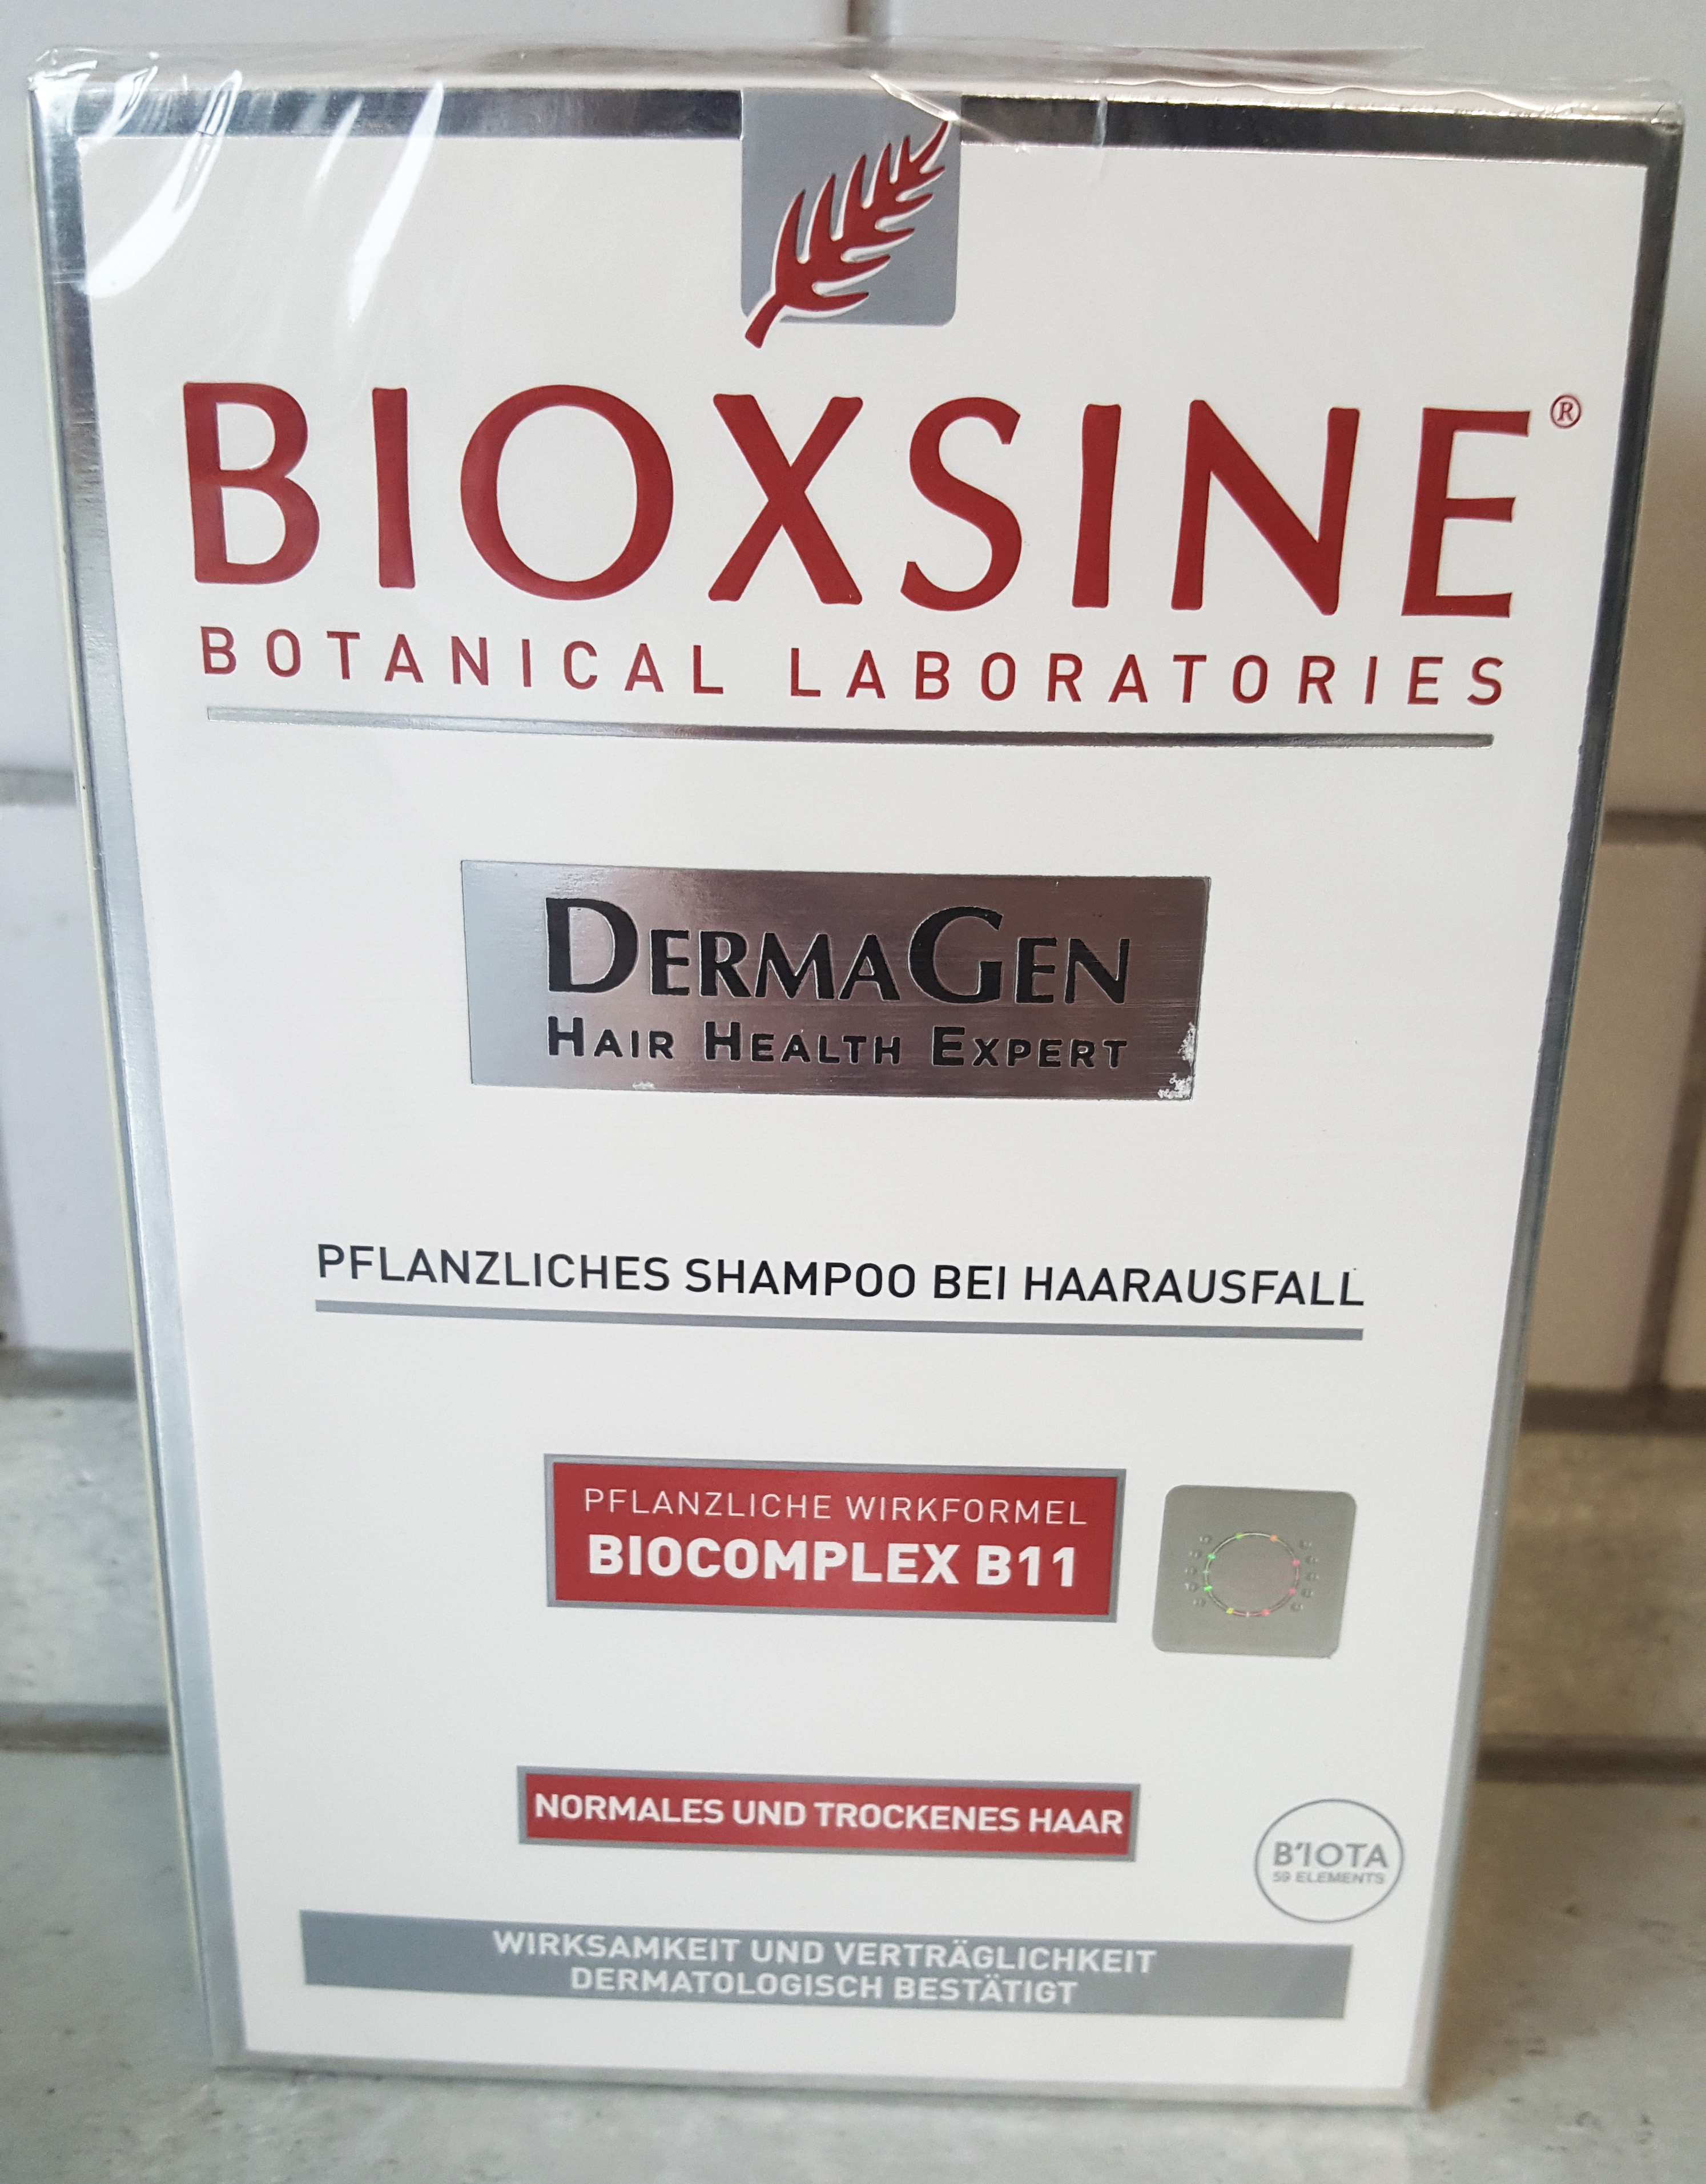 BIOXSINE®
BOTANICAL LABORATORIES
DERMAGEN
HAIR HEALTH EXPERT
PFLANZLICHES SHAMPOO BEI HAARAUSFALL
PFLANZLICHE WIRKFORMEL
BIOCOMPLEX B11
NORMALES UND TROCKENES HAAR
B'IOTA
59 ELEMENTS
WIRKSAMKEIT UND VERTRÄGLICHKEIT
DERMATOLOGISCH BESTÄTIGT